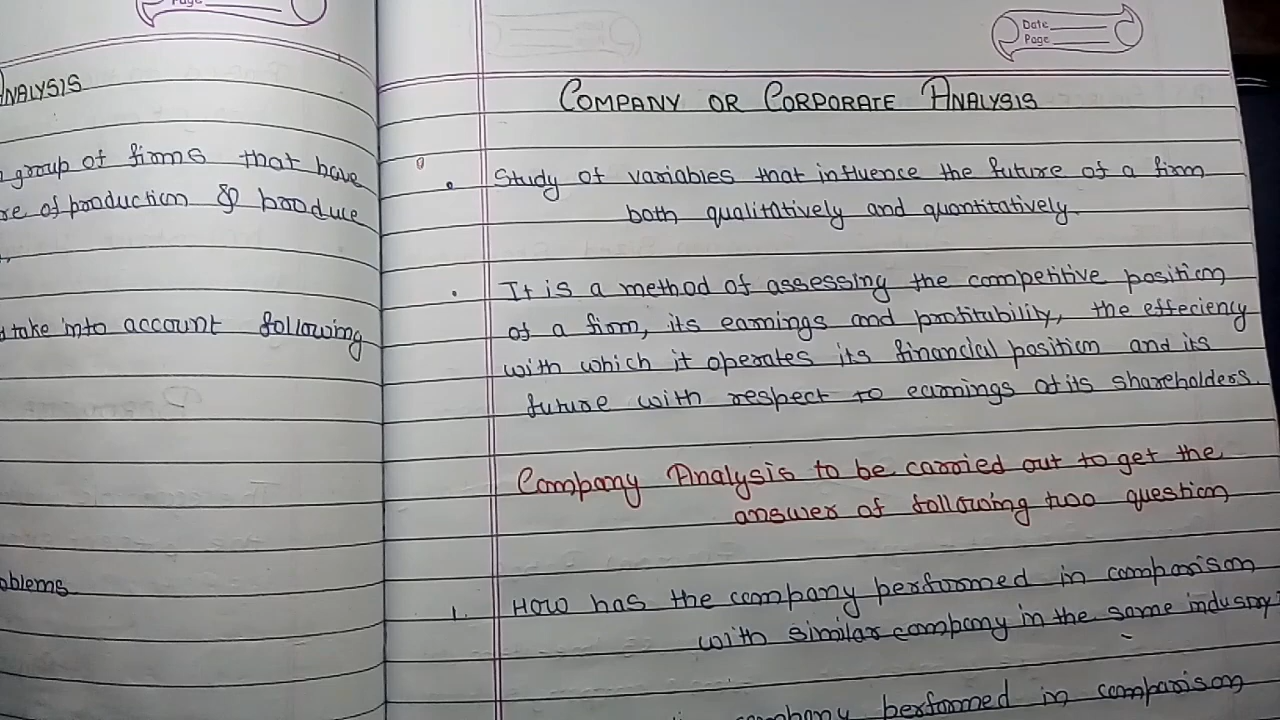 Page
NALYSIS
group of firms that have
re of production & produce
take into account following
oblems
Date
Page
COMPANY OR CORPORATE ANALYSIS
• Study of variables that influence the future of a firm
both qualitatively and quantitatively.
• It is a method of assessing the competitive position
of a firm, its earnings and profitability, the effeciency
with which it operates its financial position and its
future with respect to earnings of its shareholders.
Company Analysis to be carried out to get the
answer of following two question
1. How has the company performed in comparison
with similar company in the same industry?
company performed in comparison